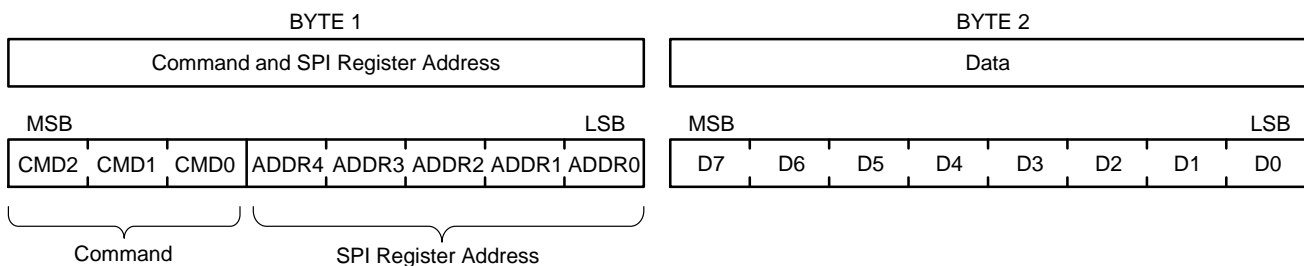 BYTE 1 BYTE 2
Command and SPI Register Address Data
MSB LSB MSB LSB
CMD2 CMD1 CMD0 ADDR4 ADDR3 ADDR2 ADDR1 ADDR0 D7 D6 D5 D4 D3 D2 D1 D0
Command SPI Register Address